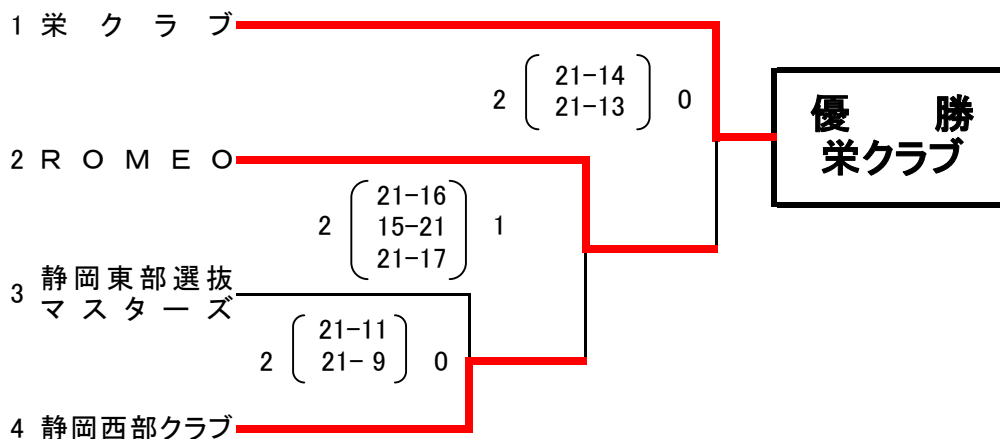 1 栄クラブ
2 21-14 0
21-13
優 勝
栄クラブ
2 ROMEO
21-16
2 15-21 1
21-17
3 静岡東部選抜
マスターズ
2 21-11 0
21- 9
4 静岡西部クラブ